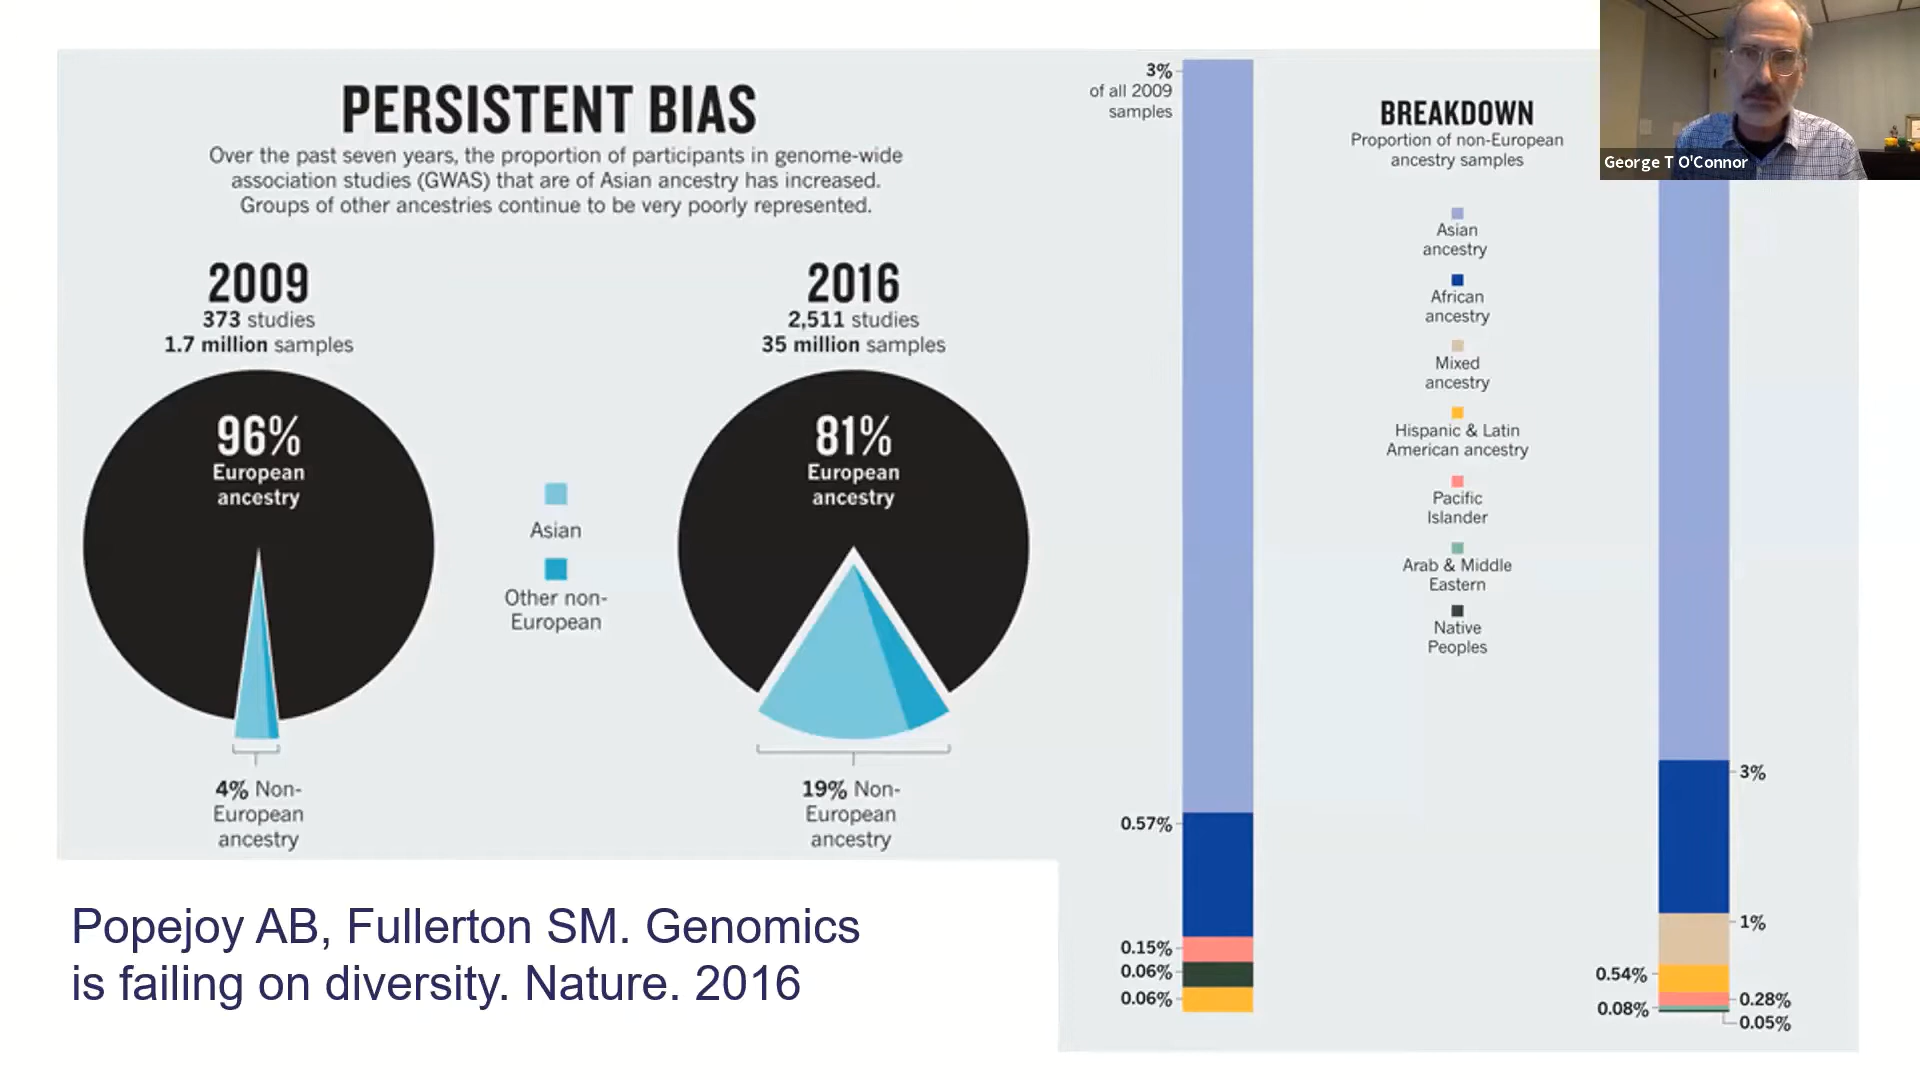 PERSISTENT BIAS
Over the past seven years, the proportion of participants in genome-wide
association studies (GWAS) that are of Asian ancestry has increased.
Groups of other ancestries continue to be very poorly represented.
2009
373 studies
1.7 million samples
96%
European
ancestry
4% Non-
European
ancestry
Asian
Other non-
European
2016
2,511 studies
35 million samples
81%
European
ancestry
19% Non-
European
ancestry
3%
of all 2009
samples
0.57%
0.15%
0.06%
0.06%
BREAKDOWN
Proportion of non-European
ancestry samples
Asian
ancestry
African
ancestry
Mixed
ancestry
Hispanic & Latin
American ancestry
Pacific
Islander
Arab & Middle
Eastern
Native
Peoples
3%
1%
0.54%
0.28%
0.08%
0.05%
George T O'Connor
Popejoy AB, Fullerton SM. Genomics
is failing on diversity. Nature. 2016